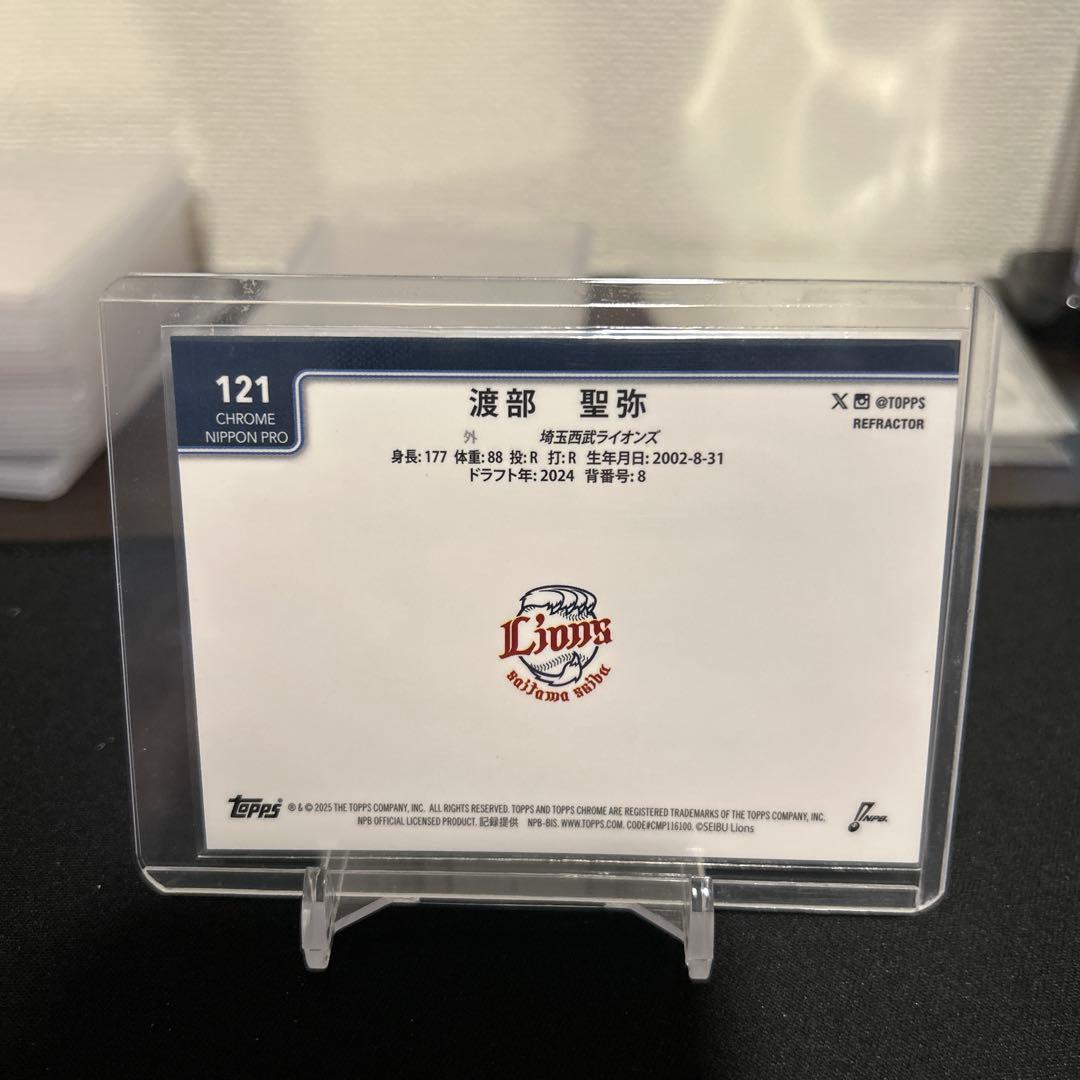 121
CHROME
NIPPON PRO
渡部 聖弥
外 埼玉西武ライオンズ
身長: 177 体重: 88 投: R 打: R 生年月日: 2002-8-31
ドラフト年: 2024 背番号: 8
@TOPPS
REFRACTOR
Lions
saitama seibu
topps ® & © 2025 THE TOPPS COMPANY, INC. ALL RIGHTS RESERVED. TOPPS AND TOPPS CHROME ARE REGISTERED TRADEMARKS OF THE TOPPS COMPANY, INC.
NPB OFFICIAL LICENSED PRODUCT. 記録提供 NPB-BIS. WWW.TOPPS.COM. CODE#CMP116100. ©SEIBU Lions
NPB